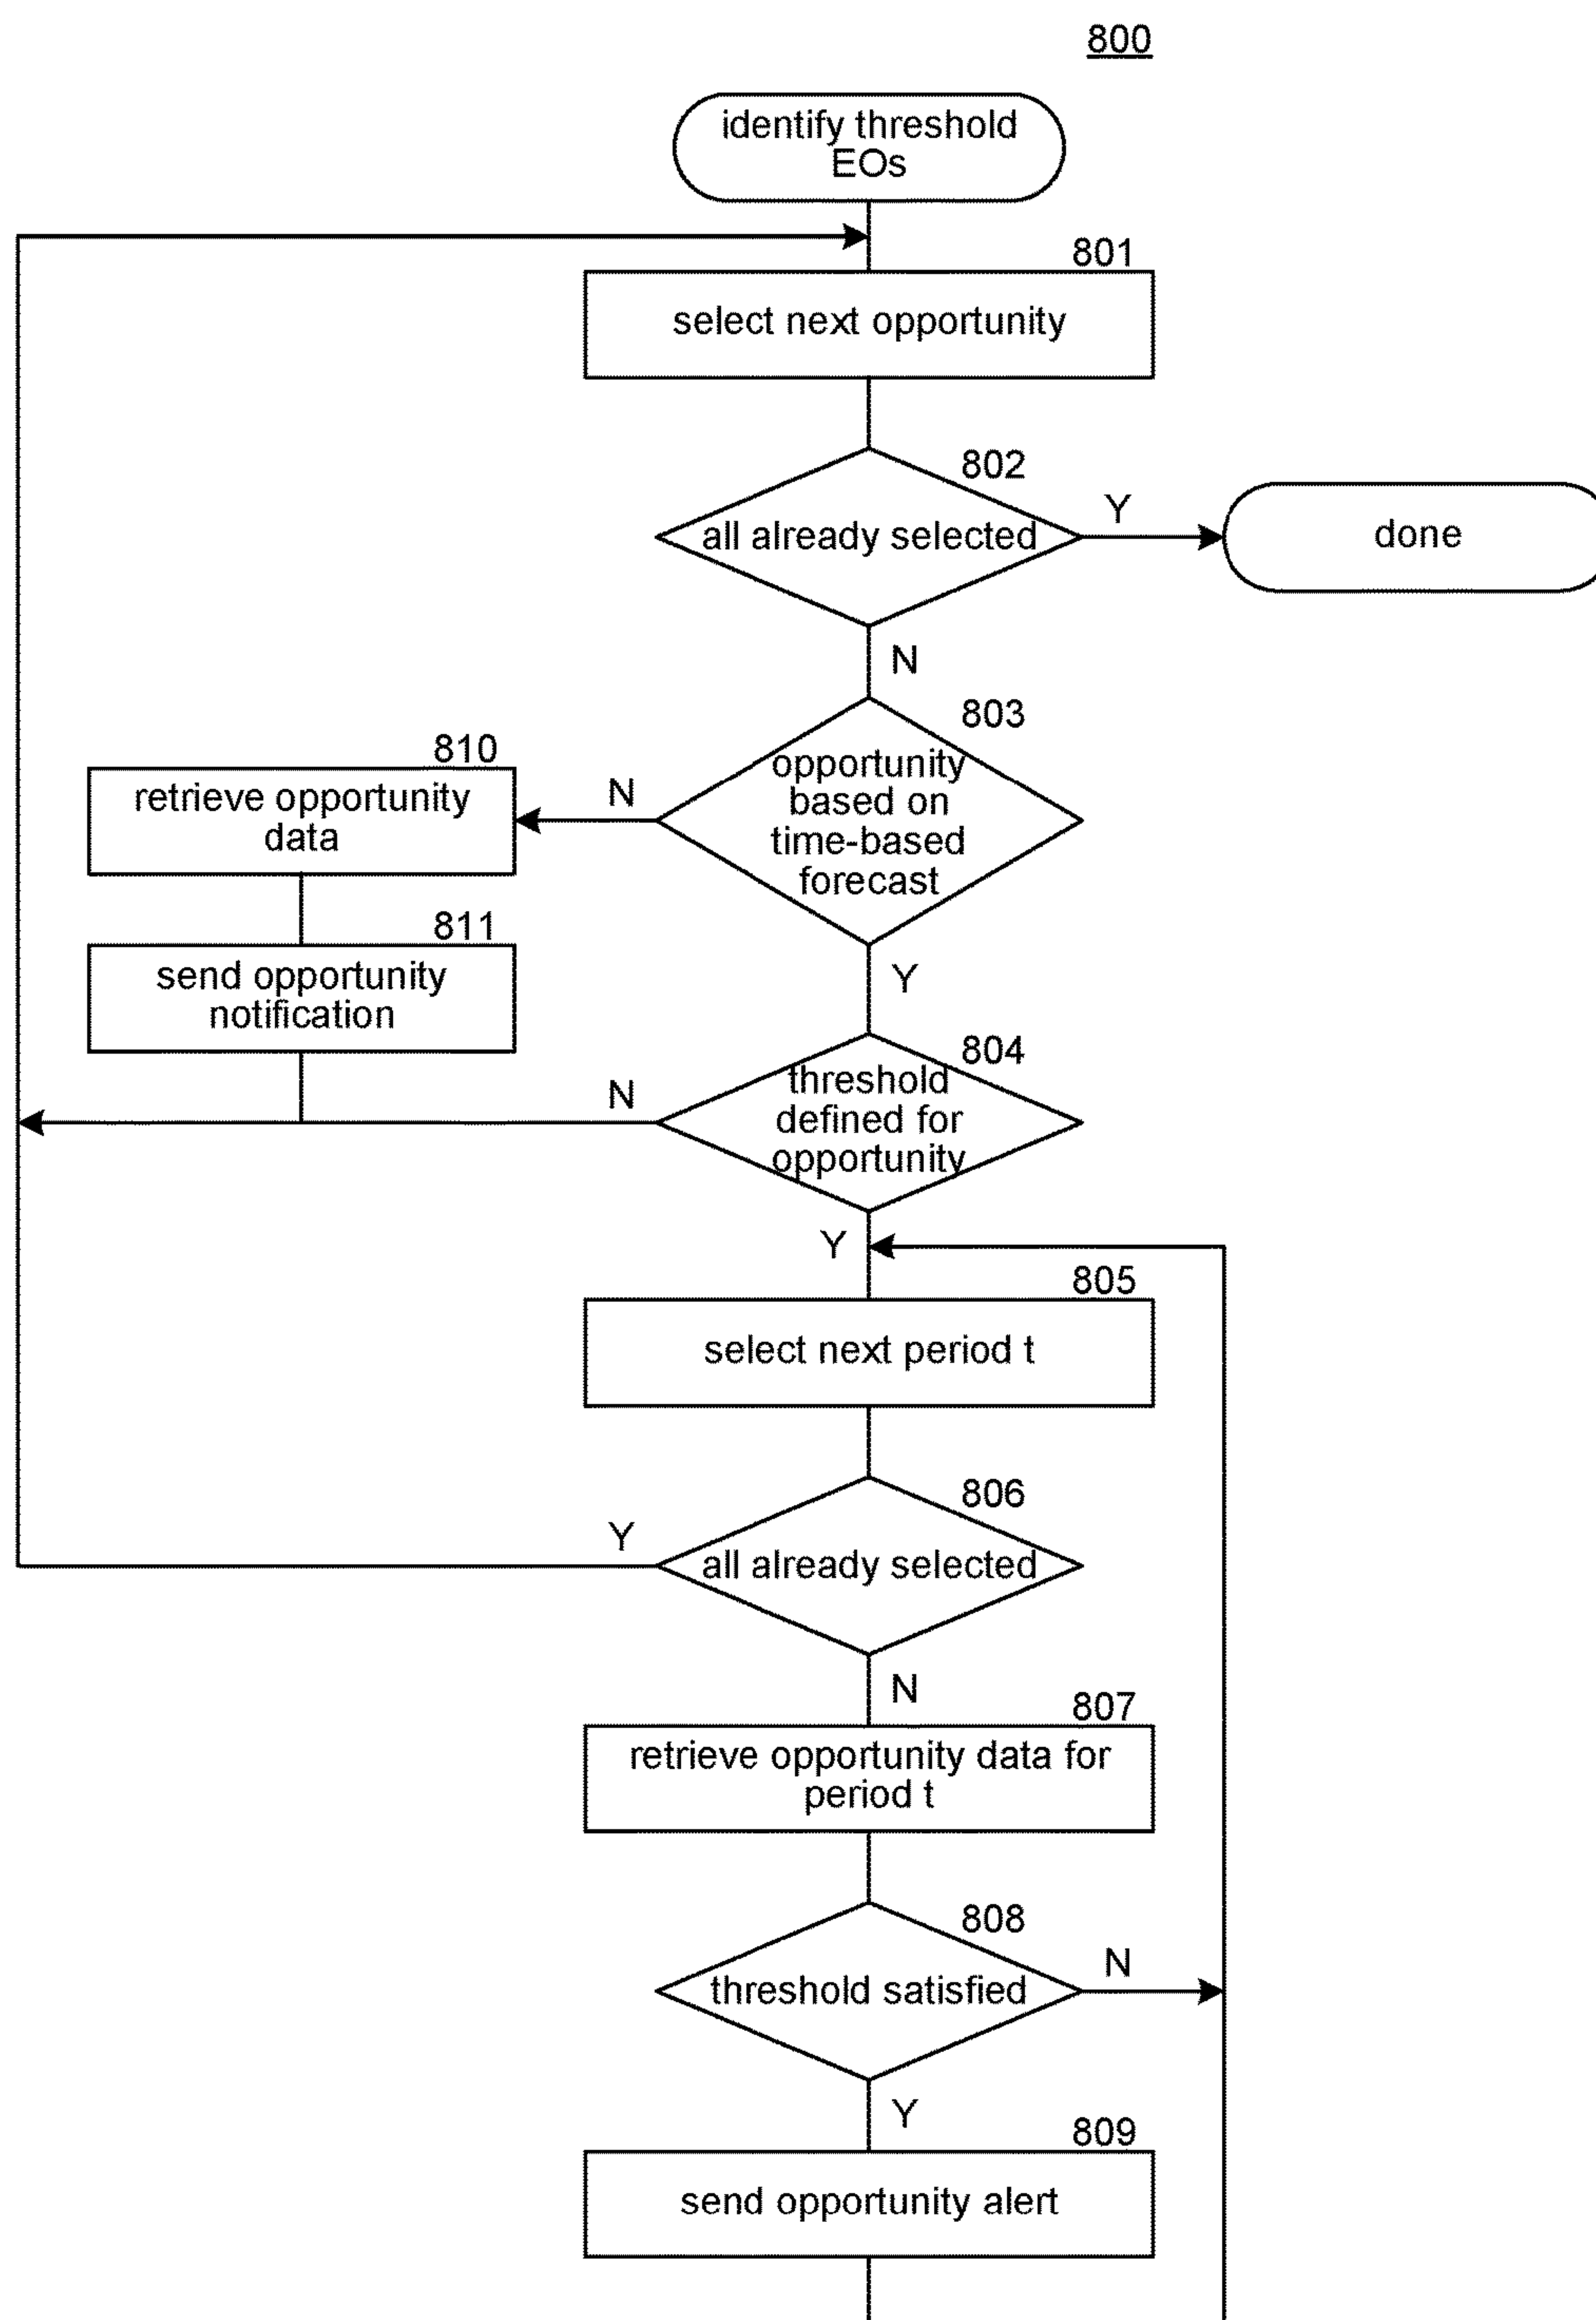 800
identify threshold
EOs
801
select next opportunity
802
all already selected
Y
done
N
803
opportunity
based on
time-based
forecast
N
810
retrieve opportunity
data
811
send opportunity
notification
Y
804
threshold
defined for
opportunity
N
Y
805
select next period t
806
all already selected
Y
N
807
retrieve opportunity data for
period t
808
threshold satisfied
N
Y
809
send opportunity alert